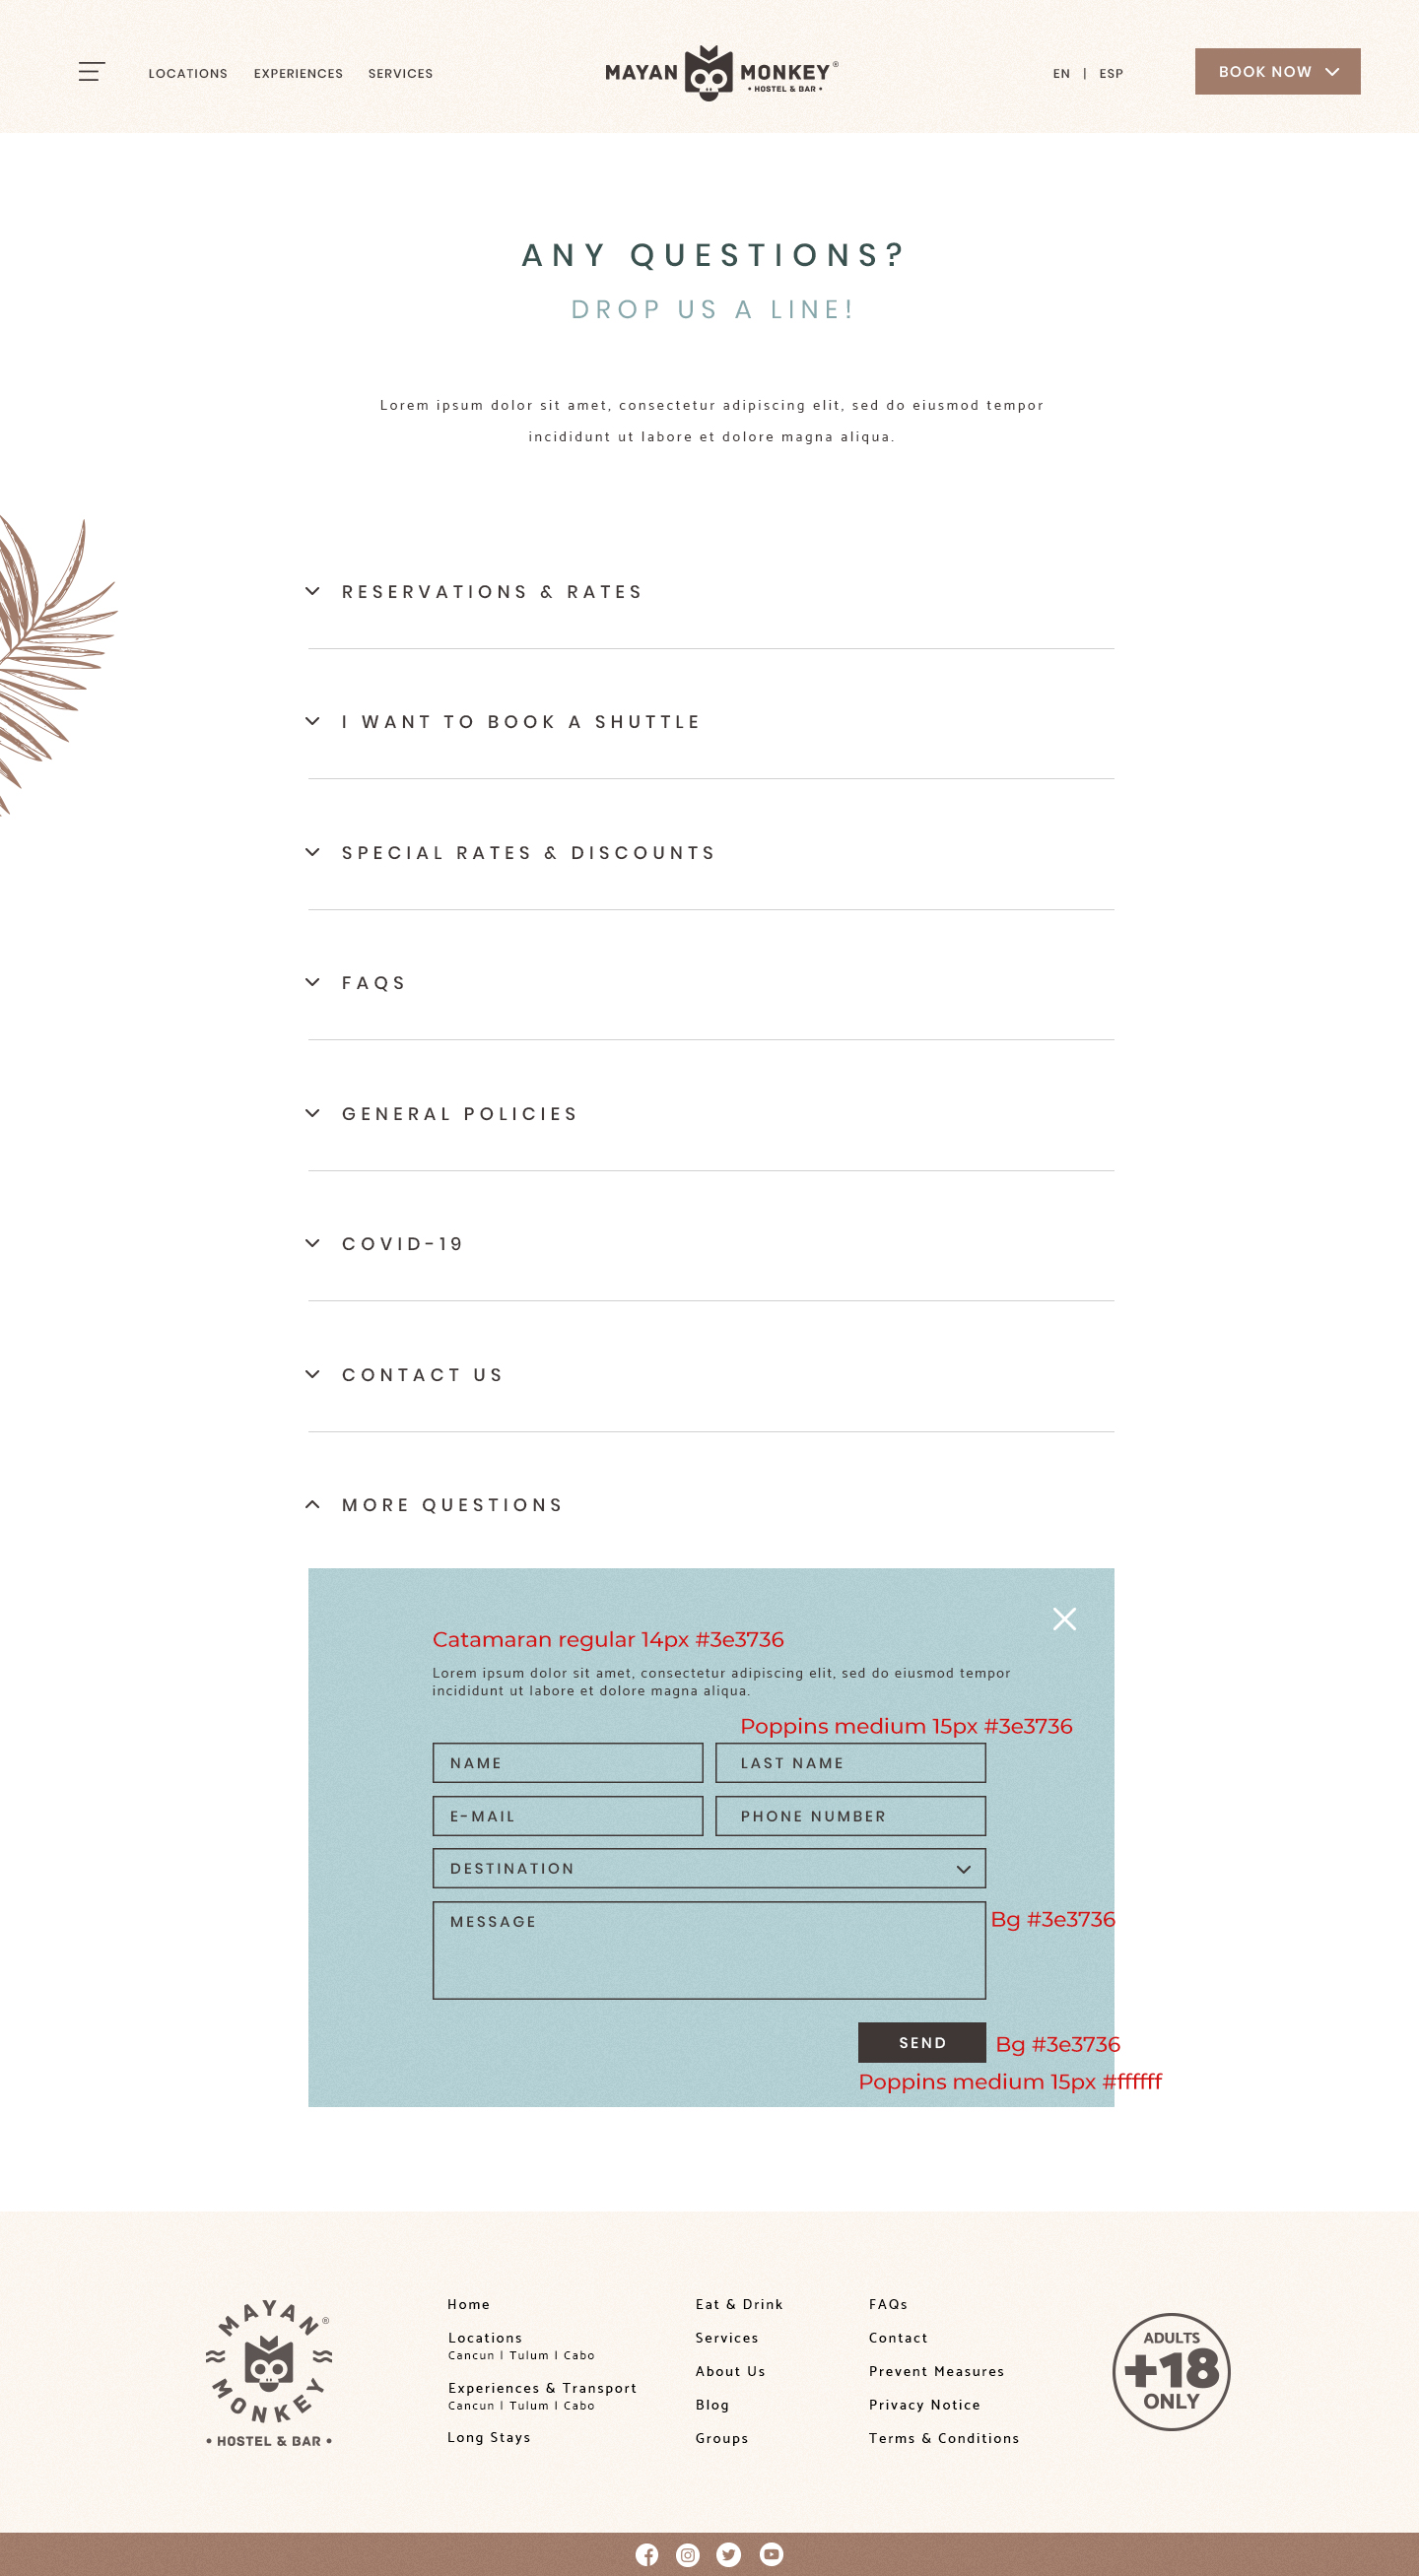 LOCATIONS EXPERIENCES SERVICES MAYAN MONKEY ® EN | ESP BOOK NOW
• HOSTEL & BAR •
ANY QUESTIONS?
DROP US A LINE!
Lorem ipsum dolor sit amet, consectetur adipiscing elit, sed do eiusmod tempor
incididunt ut labore et dolore magna aliqua.
RESERVATIONS & RATES
I WANT TO BOOK A SHUTTLE
SPECIAL RATES & DISCOUNTS
FAQS
GENERAL POLICIES
COVID-19
CONTACT US
MORE QUESTIONS
Catamaran regular 14px #3e3736
Lorem ipsum dolor sit amet, consectetur adipiscing elit, sed do eiusmod tempor
incididunt ut labore et dolore magna aliqua.
Poppins medium 15px #3e3736
NAME LAST NAME
E-MAIL PHONE NUMBER
DESTINATION
MESSAGE
Bg #3e3736
SEND Bg #3e3736
Poppins medium 15px #ffffff
MAYAN ®
MONKEY
• HOSTEL & BAR •
Home
Locations
Cancun | Tulum | Cabo
Experiences & Transport
Cancun | Tulum | Cabo
Long Stays
Eat & Drink
Services
About Us
Blog
Groups
FAQs
Contact
Prevent Measures
Privacy Notice
Terms & Conditions
ADULTS
+18
ONLY